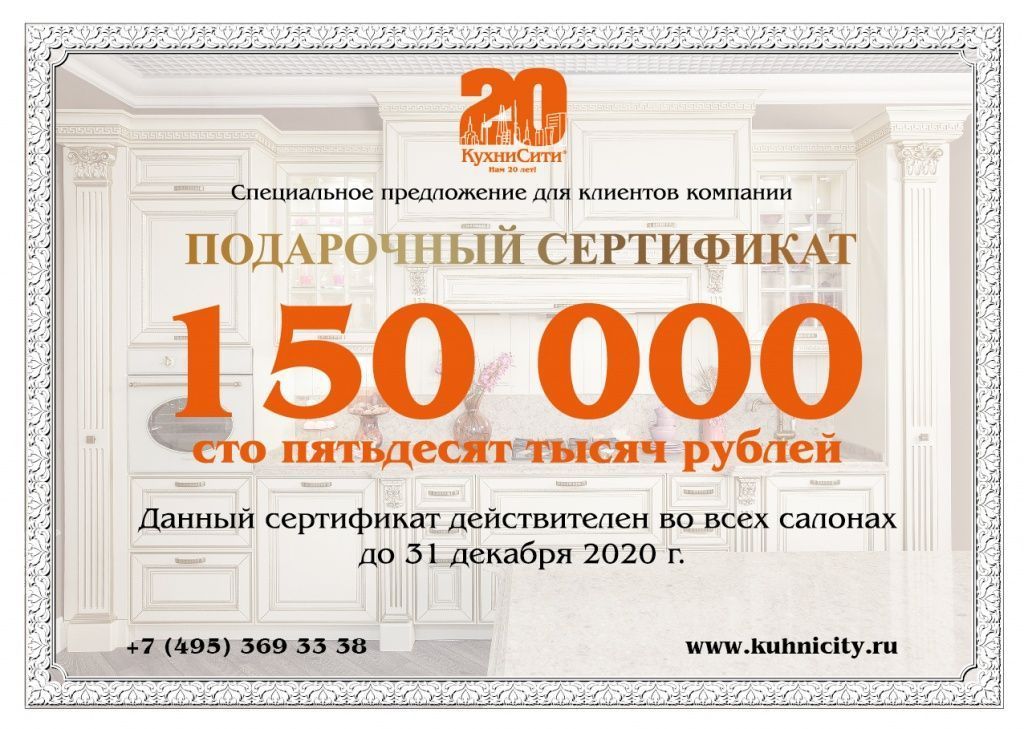 20
КухниСити®
Нам 20 лет!
Специальное предложение для клиентов компании
ПОДАРОЧНЫЙ СЕРТИФИКАТ
150 000
сто пятьдесят тысяч рублей
Данный сертификат действителен во всех салонах
до 31 декабря 2020 г.
+7 (495) 369 33 38
www.kuhnicity.ru